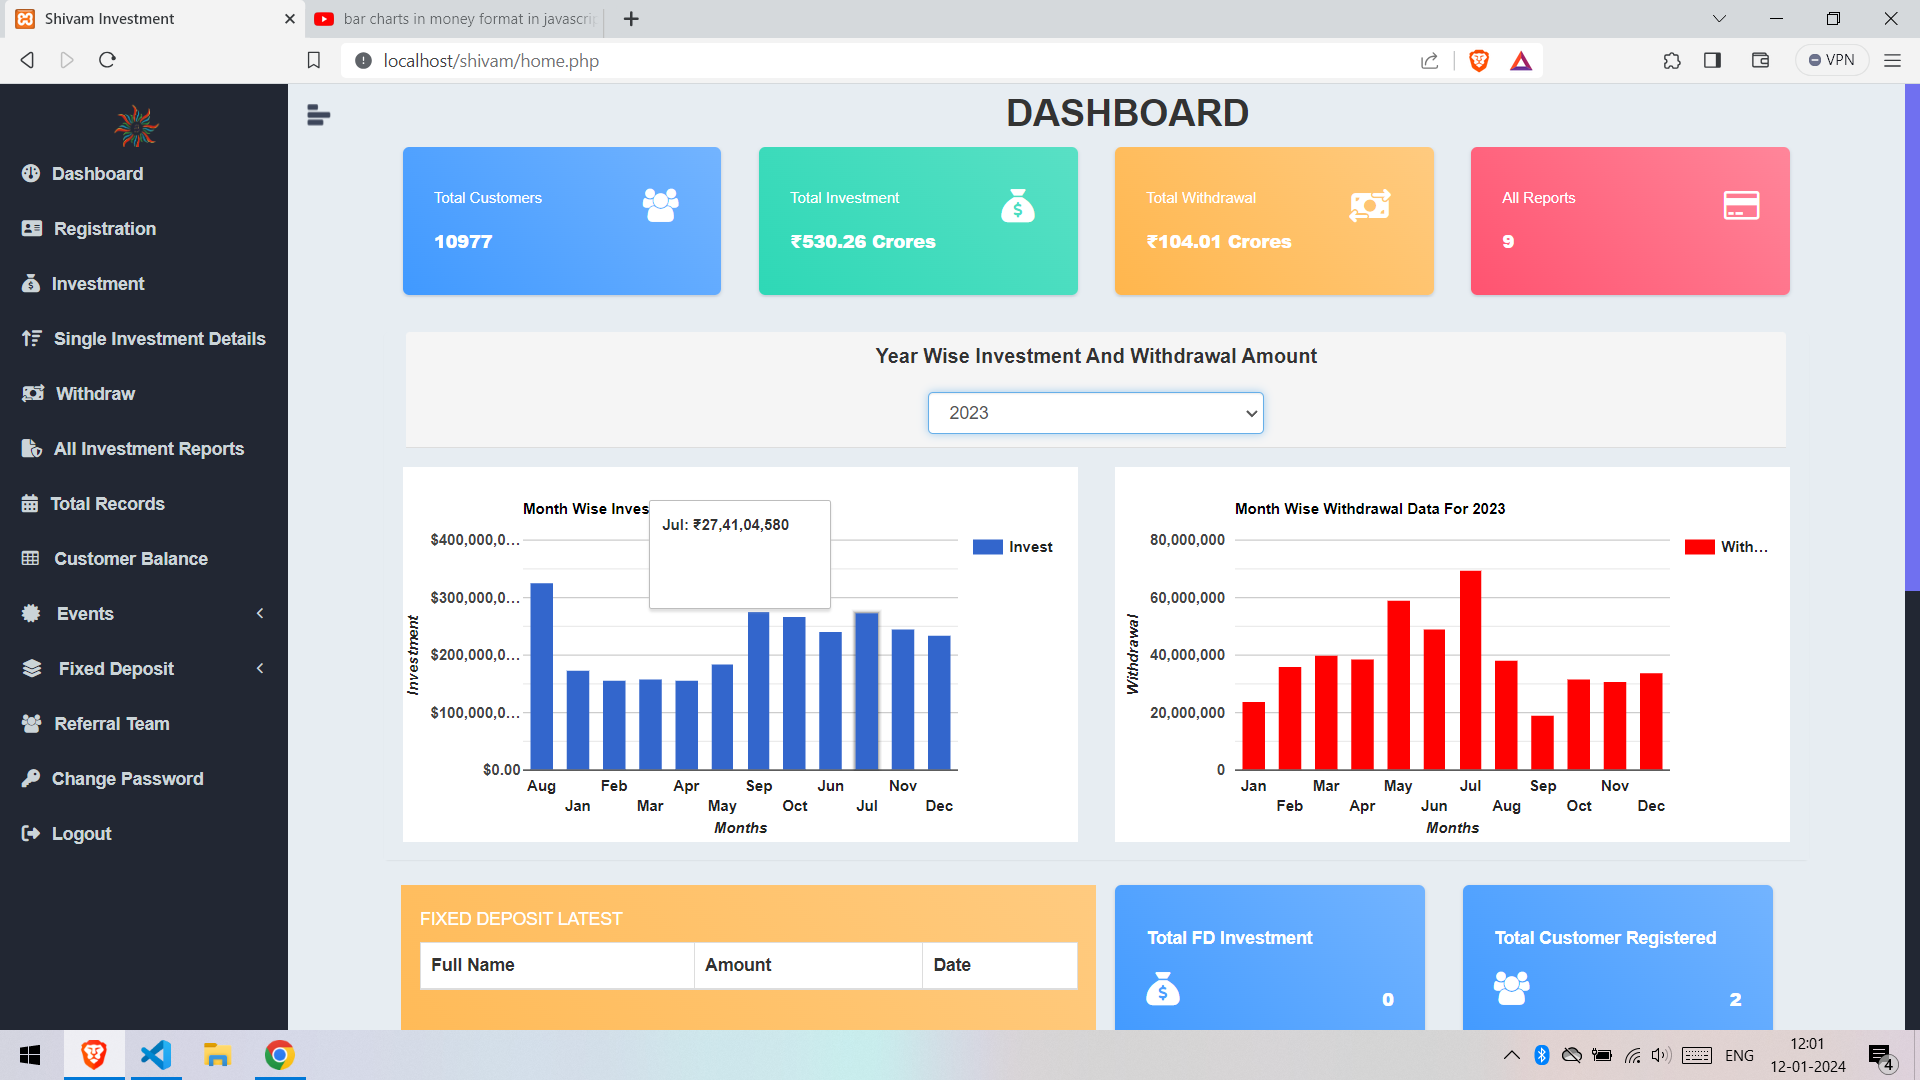 Shivam Investment
bar charts in money format in javascrip
localhost/shivam/home.php
VPN
Dashboard
Registration
Investment
Single Investment Details
Withdraw
All Investment Reports
Total Records
Customer Balance
Events
Fixed Deposit
Referral Team
Change Password
Logout
DASHBOARD
Total Customers
10977
Total Investment
₹530.26 Crores
Total Withdrawal
₹104.01 Crores
All Reports
9
Year Wise Investment And Withdrawal Amount
2023
Month Wise Inves
Jul: ₹27,41,04,580
$400,000,0...
$300,000,0...
$200,000,0...
$100,000,0...
$0.00
Investment
Invest
Aug Jan Feb Mar Apr May Sep Oct Jun Jul Nov Dec
Months
Month Wise Withdrawal Data For 2023
80,000,000
60,000,000
40,000,000
20,000,000
0
Withdrawal
With...
Jan Feb Mar Apr May Jun Jul Aug Sep Oct Nov Dec
Months
FIXED DEPOSIT LATEST
Full Name Amount Date
Total FD Investment
0
Total Customer Registered
2
ENG
12:01
12-01-2024
4